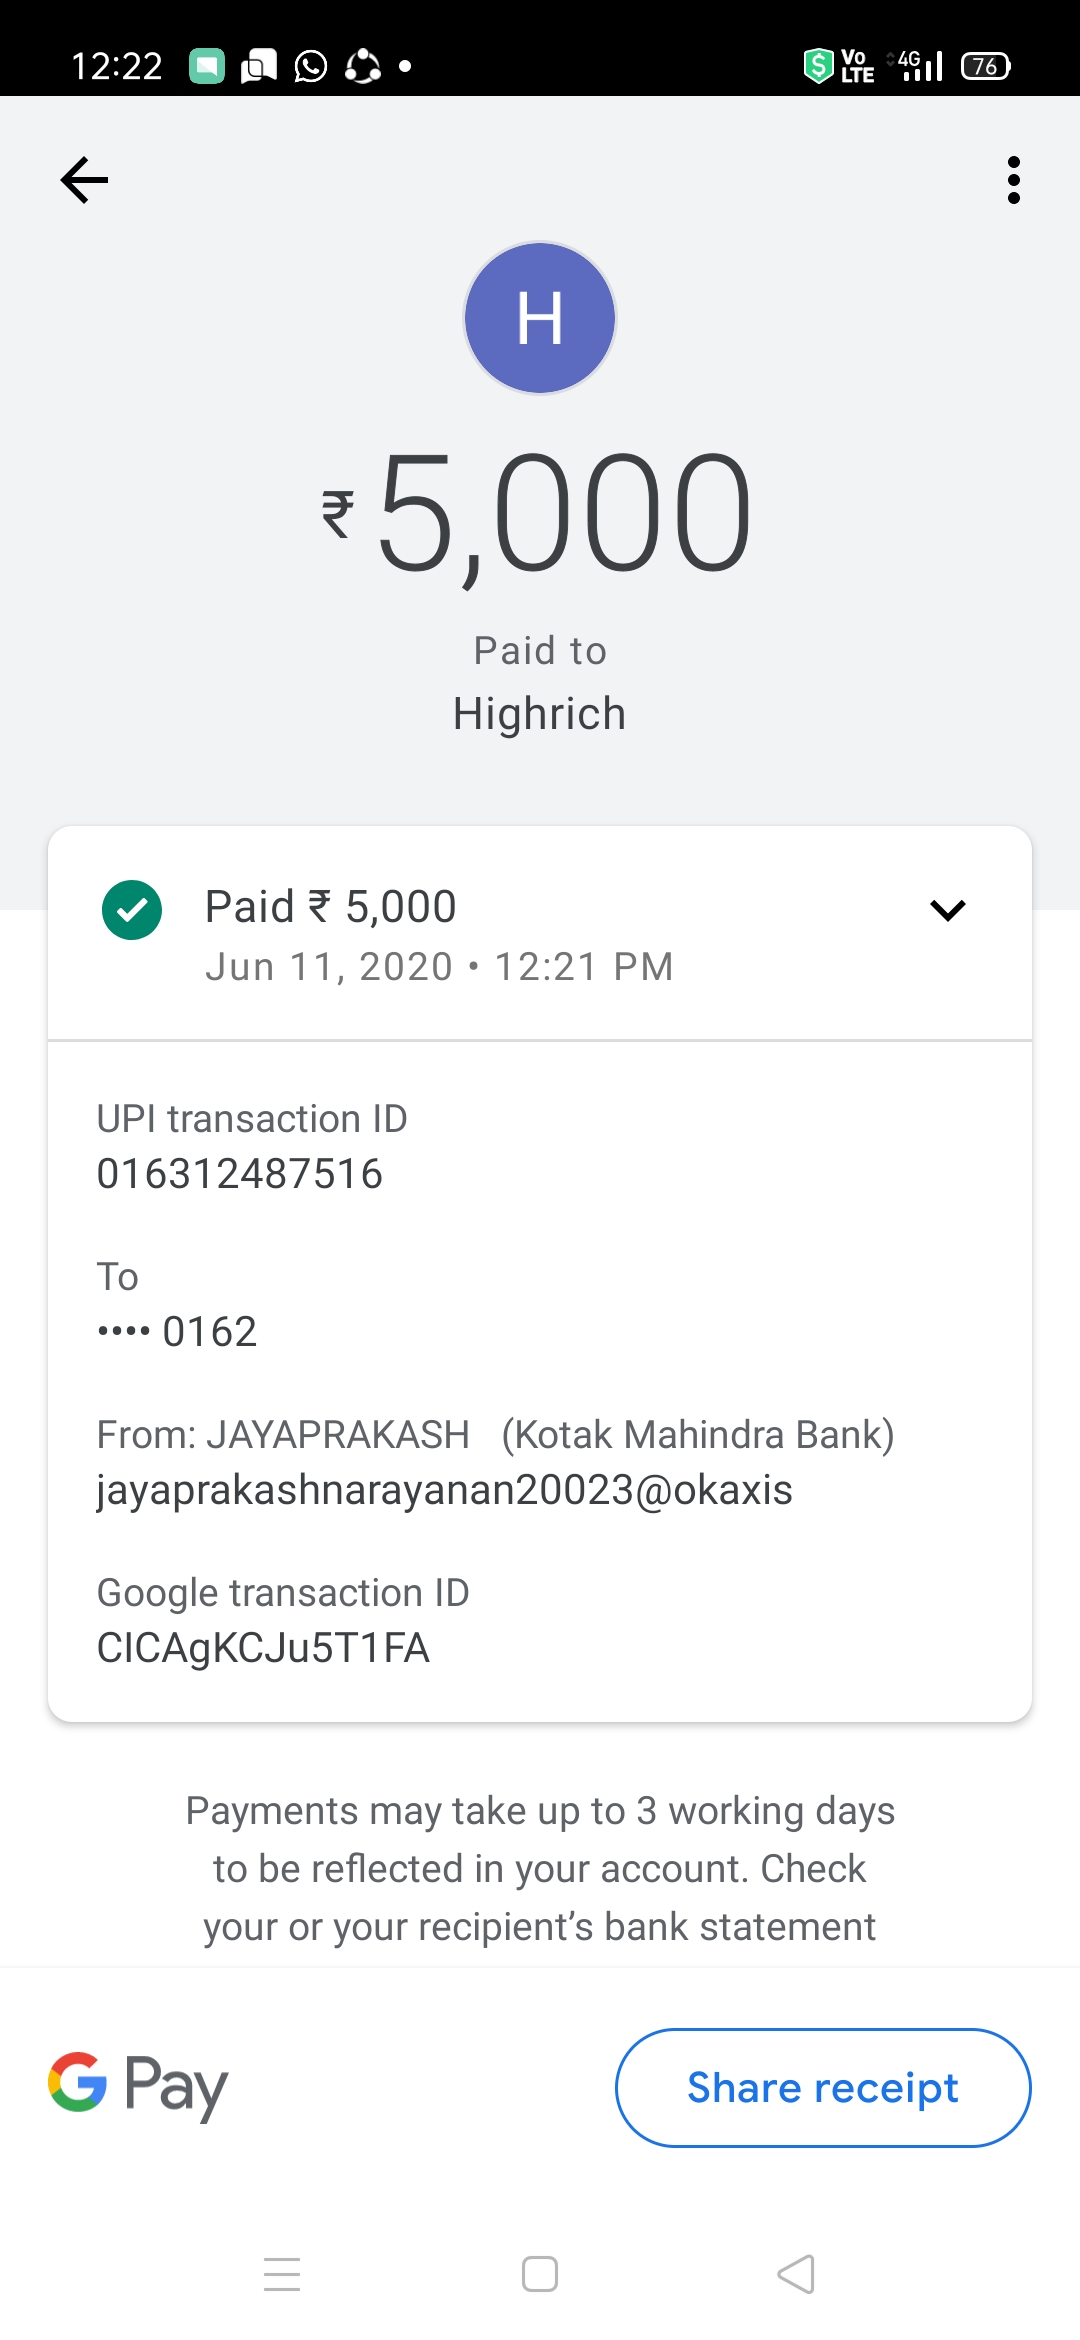 12:22
Vo
LTE
4G
76
H
₹5,000
Paid to
Highrich
Paid ₹ 5,000
Jun 11, 2020 • 12:21 PM
UPI transaction ID
016312487516
To
•••• 0162
From: JAYAPRAKASH (Kotak Mahindra Bank)
jayaprakashnarayanan20023@okaxis
Google transaction ID
CICAgKCJu5T1FA
Payments may take up to 3 working days
to be reflected in your account. Check
your or your recipient’s bank statement
G Pay
Share receipt